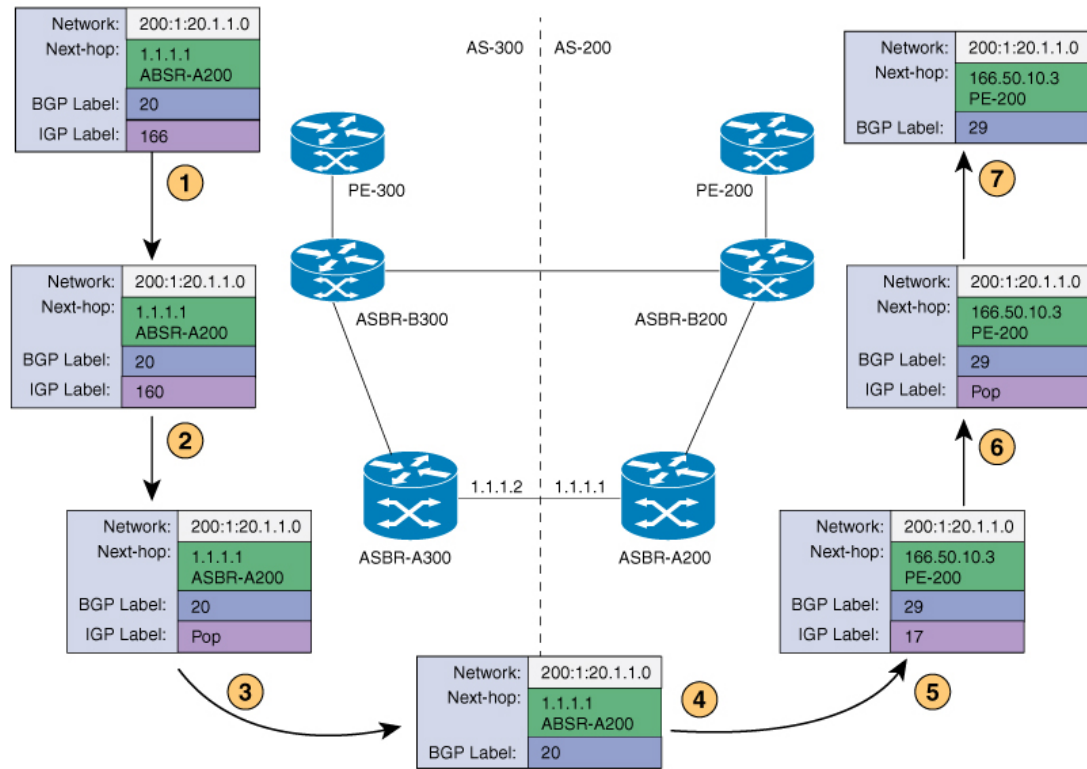 Network: 200:1:20.1.1.0
Next-hop: 1.1.1.1
ABSR-A200
BGP Label: 20
IGP Label: 166
1
Network: 200:1:20.1.1.0
Next-hop: 1.1.1.1
ABSR-A200
BGP Label: 20
IGP Label: 160
2
Network: 200:1:20.1.1.0
Next-hop: 1.1.1.1
ASBR-A200
BGP Label: 20
IGP Label: Pop
3
AS-300 AS-200
PE-300
PE-200
ASBR-B300
ASBR-B200
1.1.1.2 1.1.1.1
ASBR-A300
ASBR-A200
Network: 200:1:20.1.1.0
Next-hop: 1.1.1.1
ABSR-A200
BGP Label: 20
4
5
Network: 200:1:20.1.1.0
Next-hop: 166.50.10.3
PE-200
BGP Label: 29
IGP Label: 17
6
Network: 200:1:20.1.1.0
Next-hop: 166.50.10.3
PE-200
BGP Label: 29
IGP Label: Pop
7
Network: 200:1:20.1.1.0
Next-hop: 166.50.10.3
PE-200
BGP Label: 29